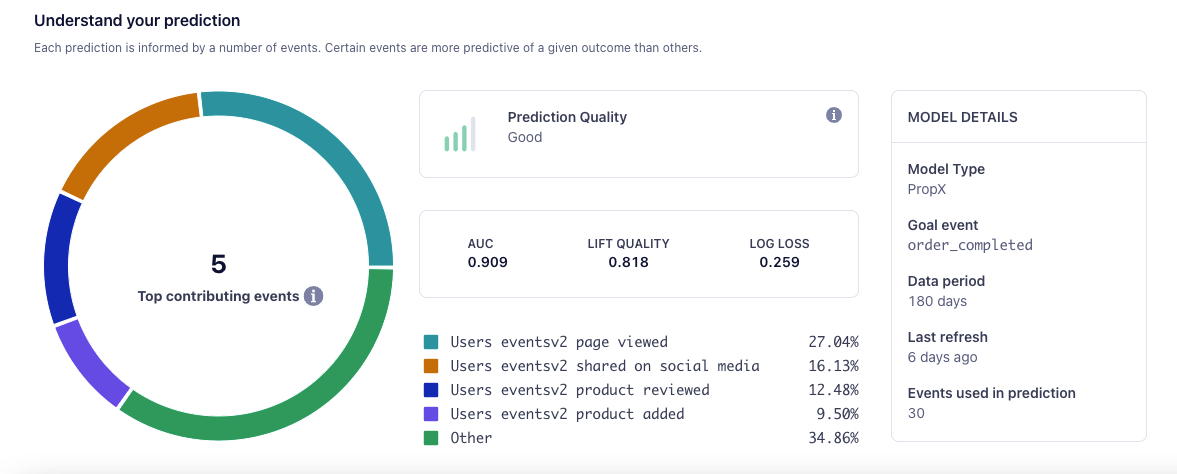 Understand your prediction
Each prediction is informed by a number of events. Certain events are more predictive of a given outcome than others.
5
Top contributing events
Prediction Quality
Good
AUC LIFT QUALITY LOG LOSS
0.909 0.818 0.259
Users eventsv2 page viewed 27.04%
Users eventsv2 shared on social media 16.13%
Users eventsv2 product reviewed 12.48%
Users eventsv2 product added 9.50%
Other 34.86%
MODEL DETAILS
Model Type
PropX
Goal event
order_completed
Data period
180 days
Last refresh
6 days ago
Events used in prediction
30